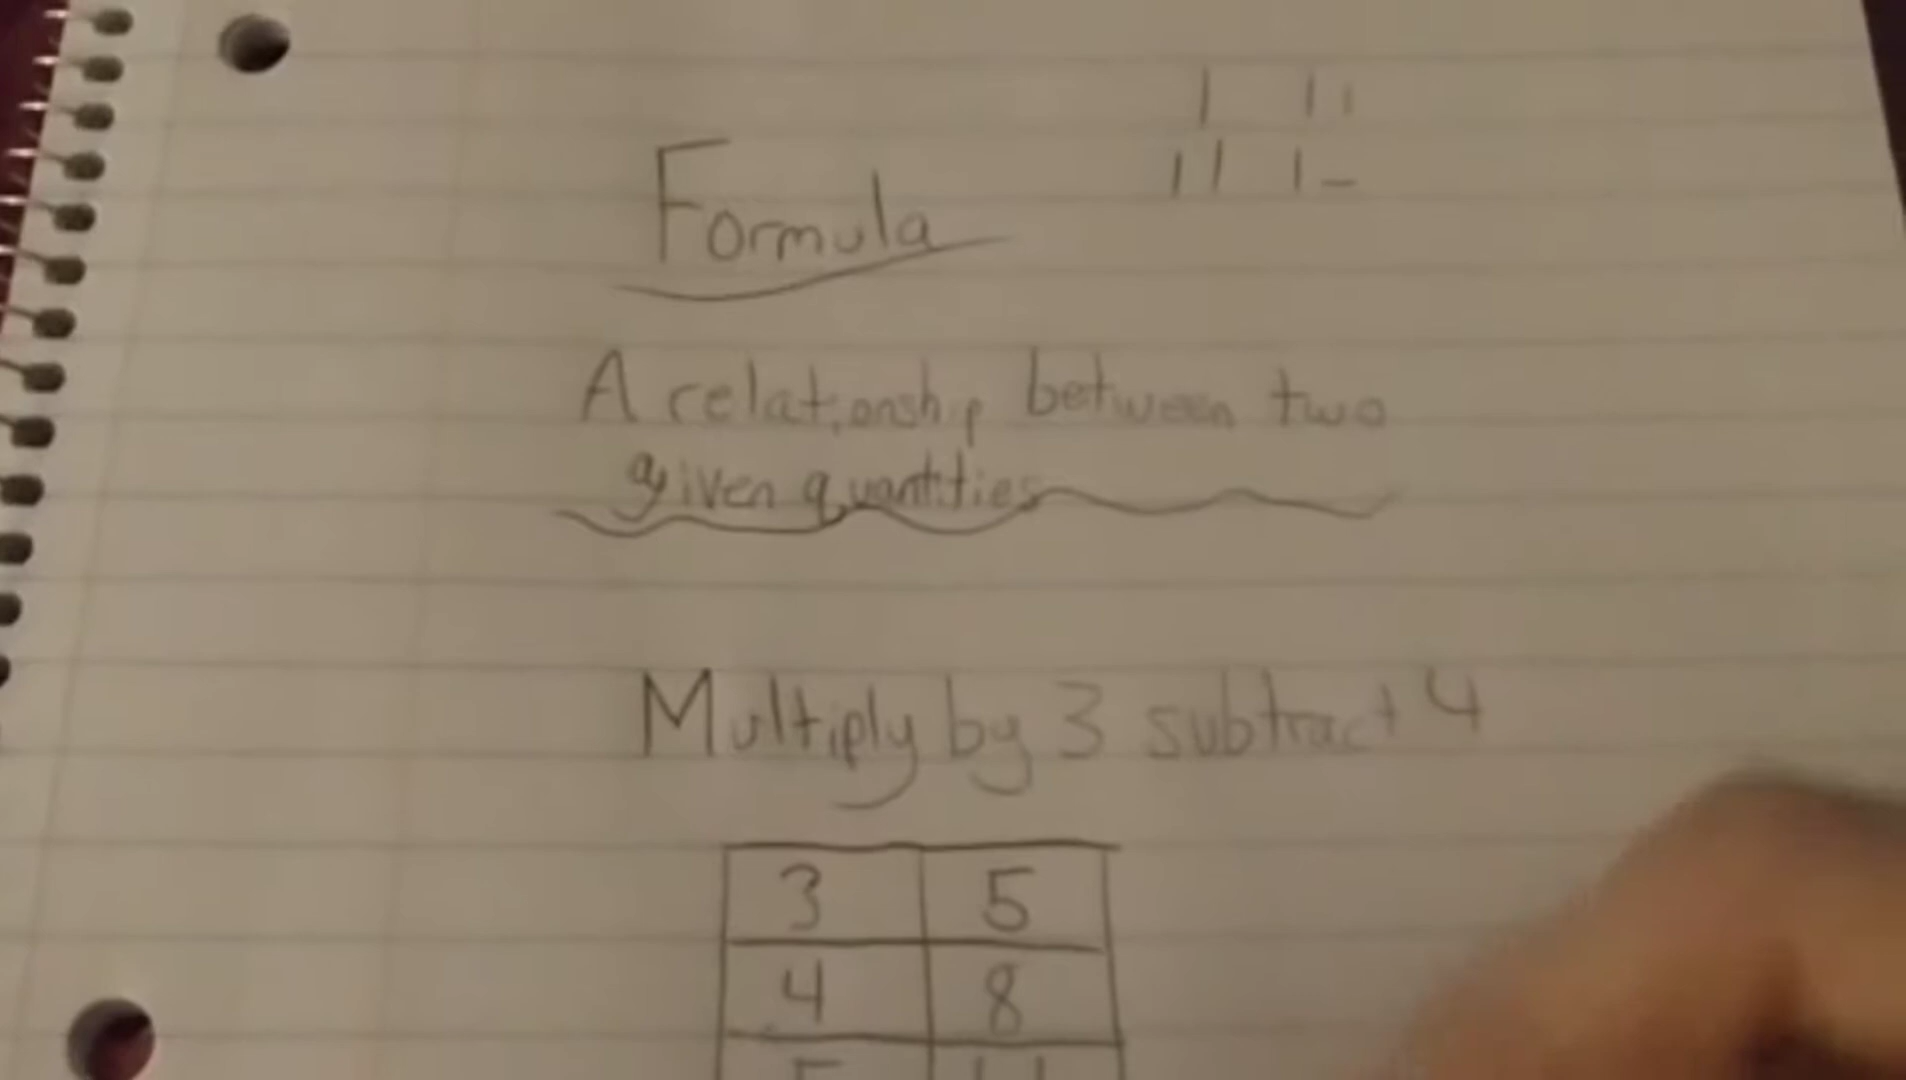 Formula
A relationship between two
given quantities
Multiply by 3 subtract 4
3 5
4 8